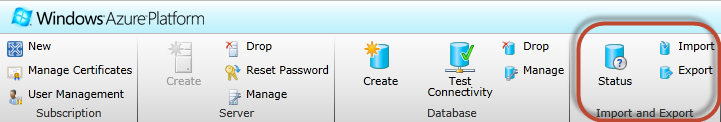 Windows Azure Platform
New
Manage Certificates
User Management
Subscription
Create
Drop
Reset Password
Manage
Server
Create
Test
Connectivity
Drop
Manage
Database
Status
Import
Export
Import and Export